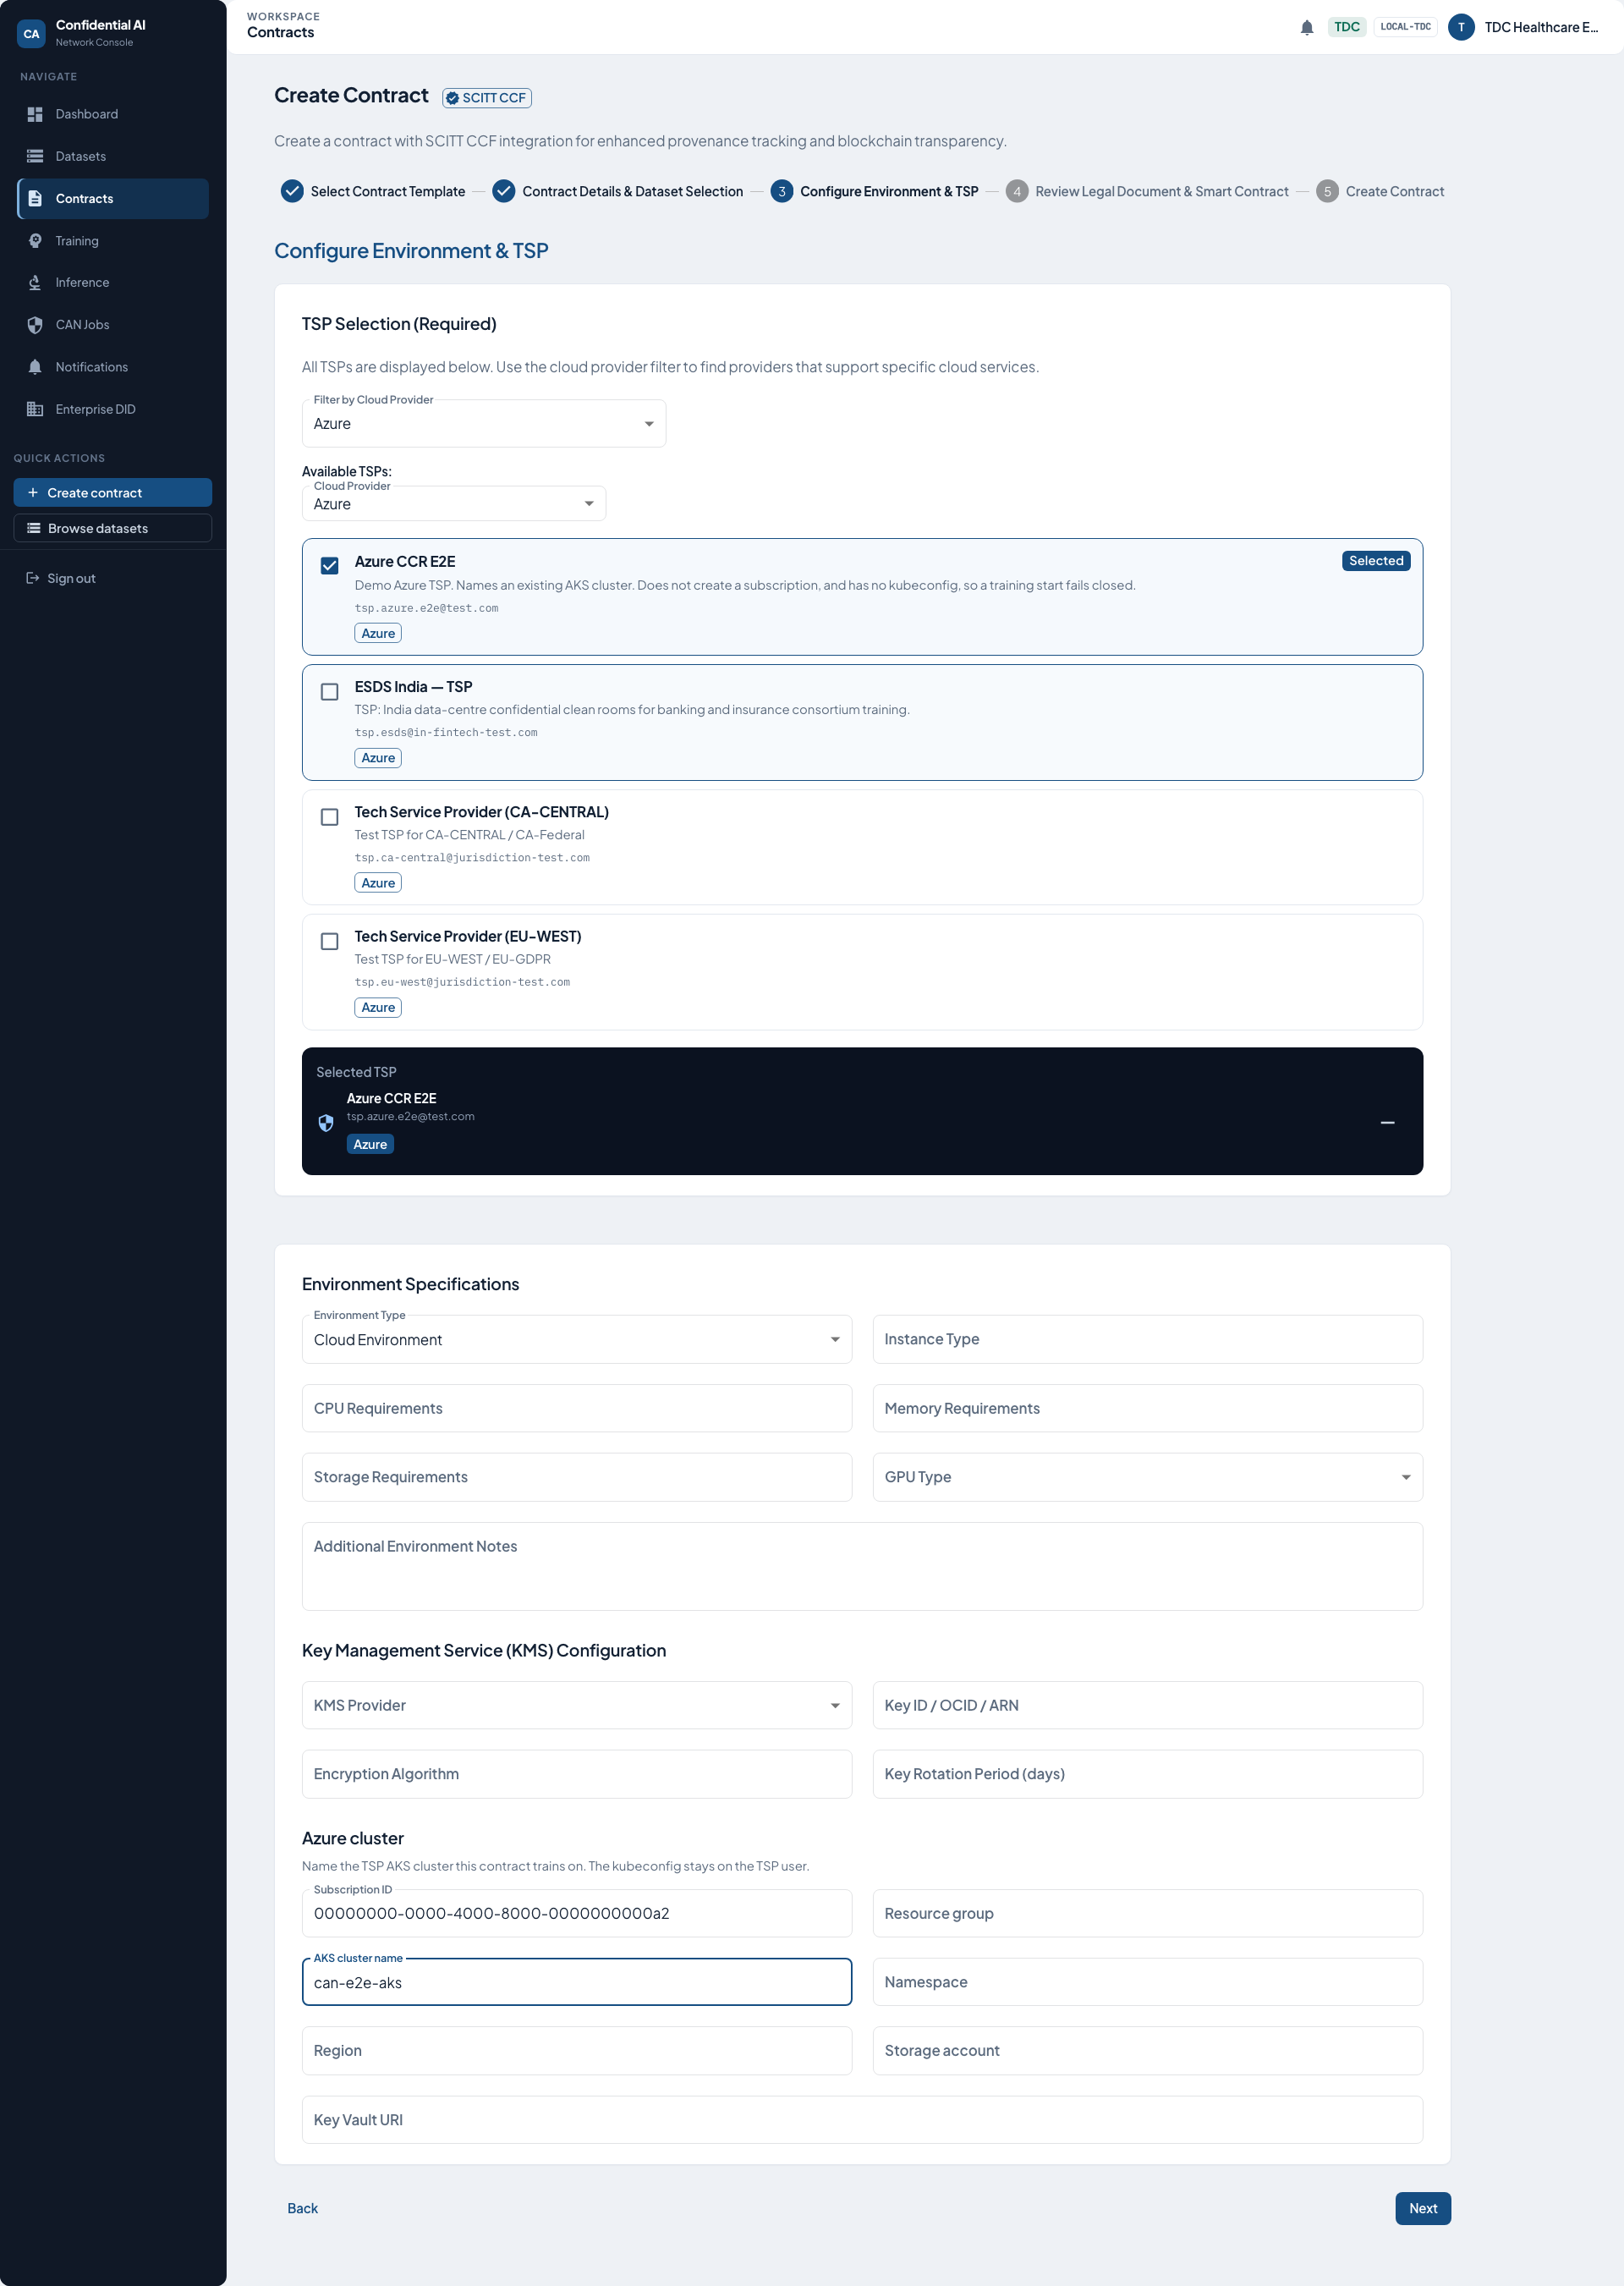 CA
Confidential AI
Network Console
NAVIGATE
Dashboard
Datasets
Contracts
Training
Inference
CAN Jobs
Notifications
Enterprise DID
QUICK ACTIONS
Create contract
Browse datasets
Sign out
WORKSPACE
Contracts
TDC
LOCAL-TDC
T
TDC Healthcare E...
Create Contract
SCITT CCF
Create a contract with SCITT CCF integration for enhanced provenance tracking and blockchain transparency.
Select Contract Template
Contract Details & Dataset Selection
3 Configure Environment & TSP
4 Review Legal Document & Smart Contract
5 Create Contract
Configure Environment & TSP
TSP Selection (Required)
All TSPs are displayed below. Use the cloud provider filter to find providers that support specific cloud services.
Filter by Cloud Provider
Azure
Available TSPs:
Cloud Provider
Azure
Azure CCR E2E
Selected
Demo Azure TSP. Names an existing AKS cluster. Does not create a subscription, and has no kubeconfig, so a training start fails closed.
tsp.azure.e2e@test.com
Azure
ESDS India — TSP
TSP: India data-centre confidential clean rooms for banking and insurance consortium training.
tsp.esds@in-fintech-test.com
Azure
Tech Service Provider (CA-CENTRAL)
Test TSP for CA-CENTRAL / CA-Federal
tsp.ca-central@jurisdiction-test.com
Azure
Tech Service Provider (EU-WEST)
Test TSP for EU-WEST / EU-GDPR
tsp.eu-west@jurisdiction-test.com
Azure
Selected TSP
Azure CCR E2E
tsp.azure.e2e@test.com
Azure
Environment Specifications
Environment Type
Cloud Environment
Instance Type
CPU Requirements
Memory Requirements
Storage Requirements
GPU Type
Additional Environment Notes
Key Management Service (KMS) Configuration
KMS Provider
Key ID / OCID / ARN
Encryption Algorithm
Key Rotation Period (days)
Azure cluster
Name the TSP AKS cluster this contract trains on. The kubeconfig stays on the TSP user.
Subscription ID
00000000-0000-4000-8000-0000000000a2
Resource group
AKS cluster name
can-e2e-aks
Namespace
Region
Storage account
Key Vault URI
Back
Next